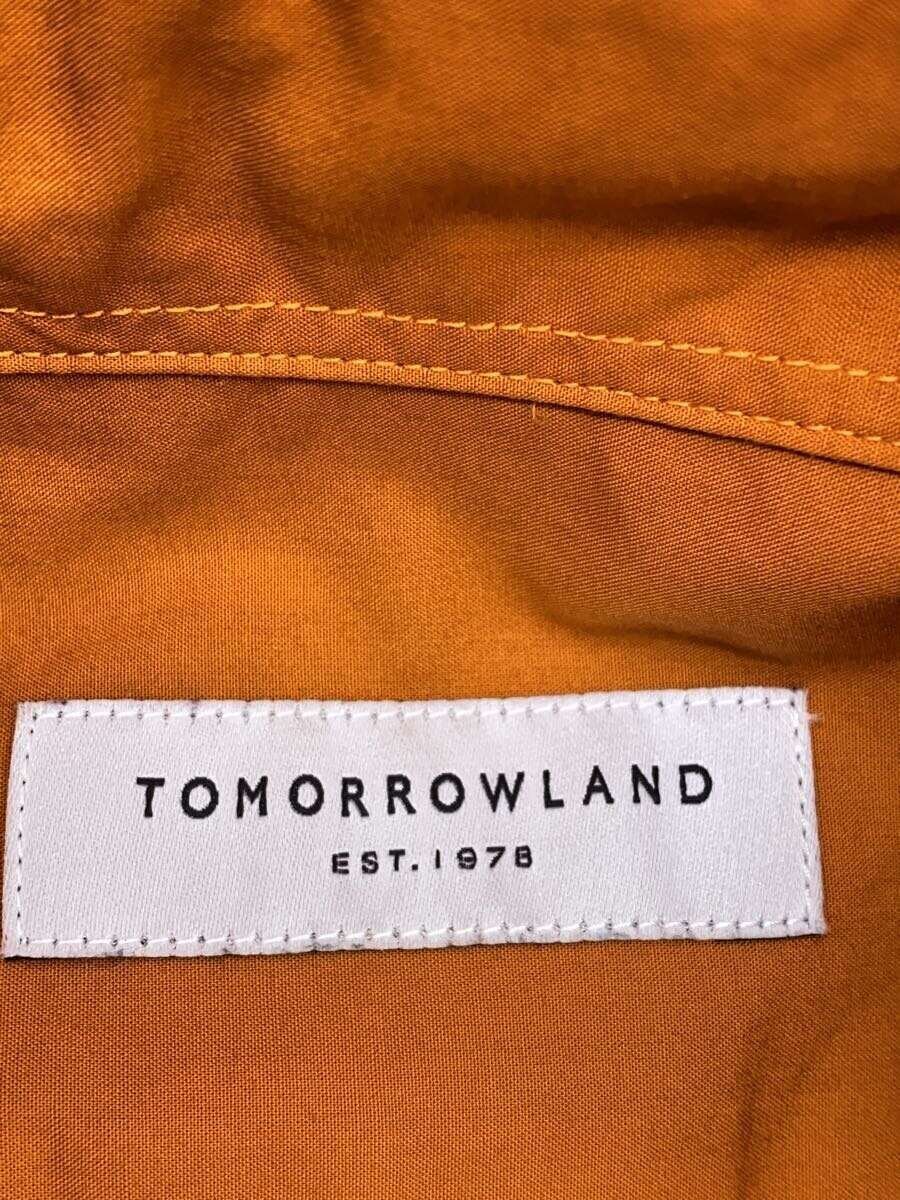 TOMORROWLAND
EST. 1978